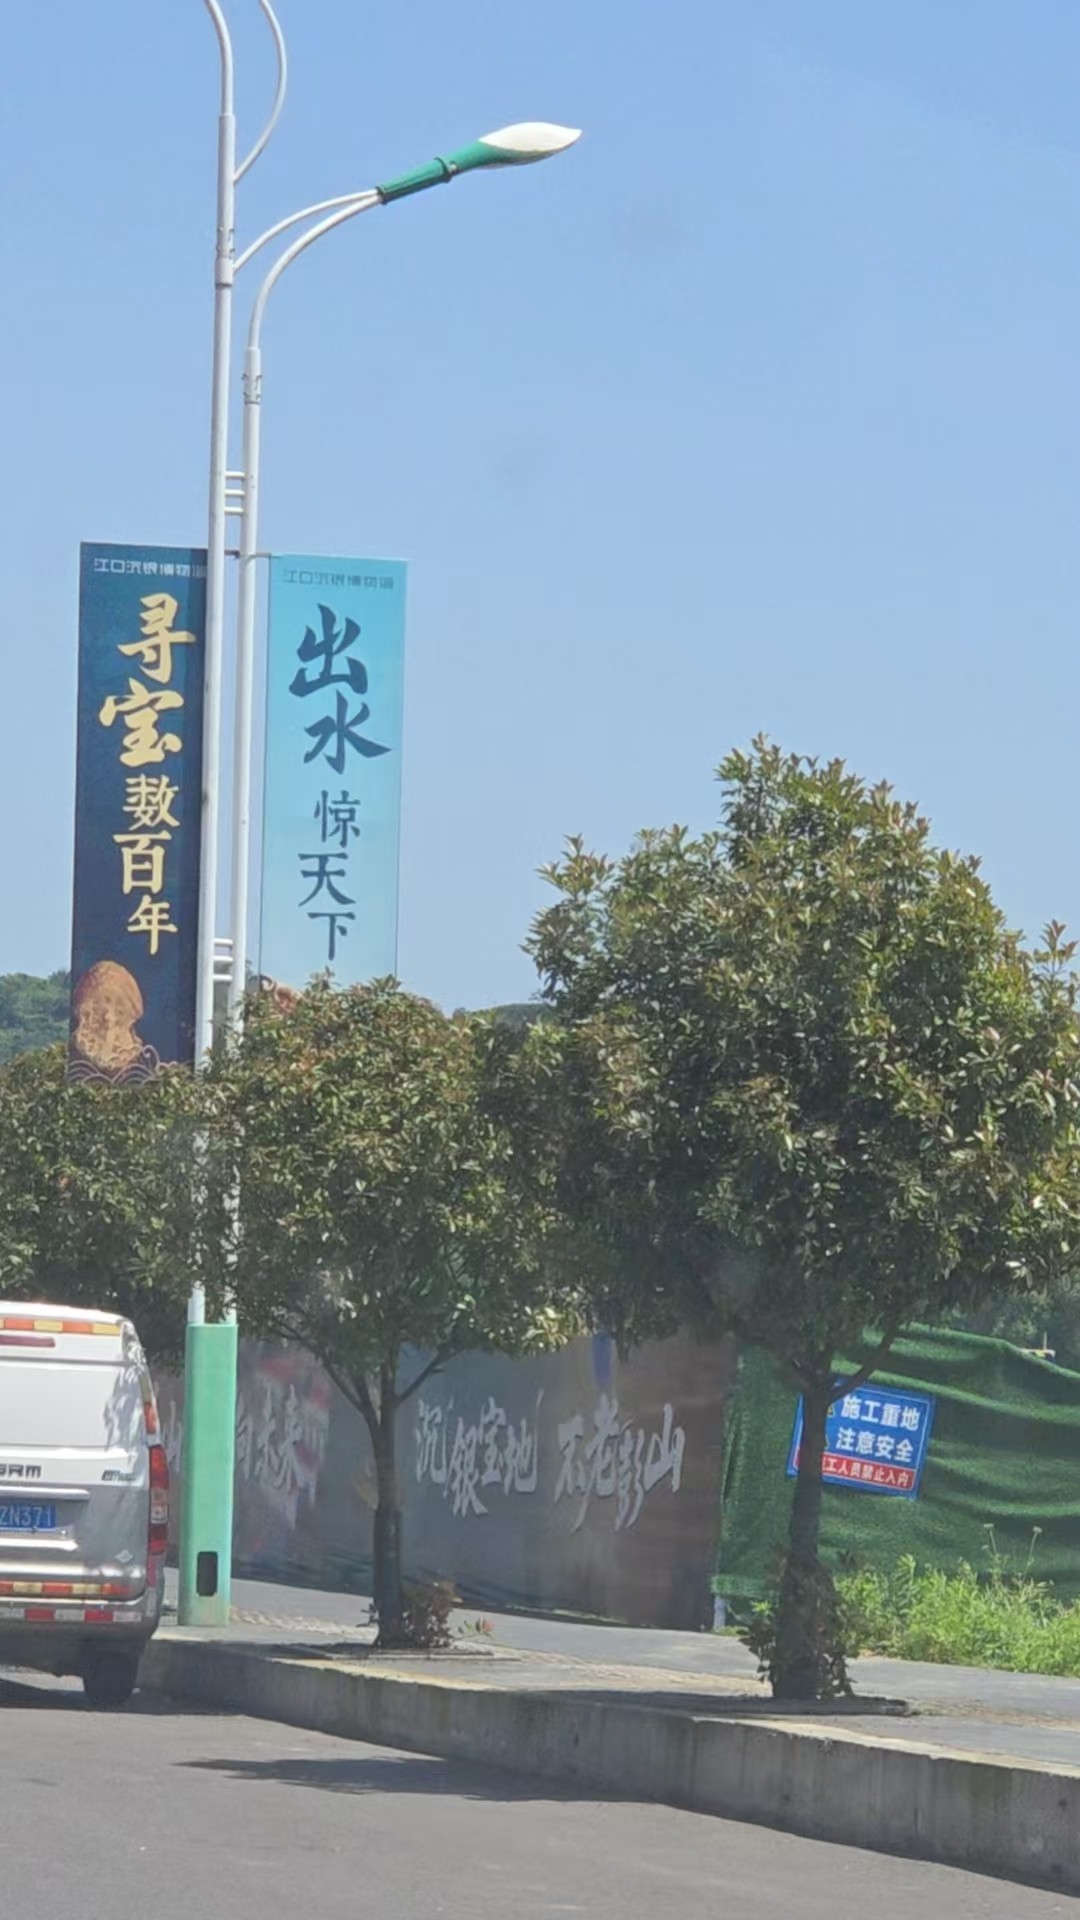 江口沉银博物馆
寻宝数百年
江口沉银博物馆
出水惊天下
沉银宝地 不老彭山
施工重地
注意安全
工人员禁止入内
ZN371